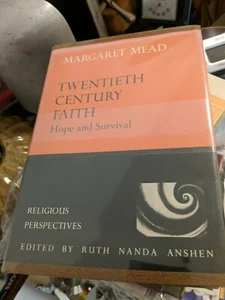 MARGARET MEAD
TWENTIETH
CENTURY
FAITH
Hope and Survival
RELIGIOUS
PERSPECTIVES
EDITED BY RUTH NANDA ANSHEN